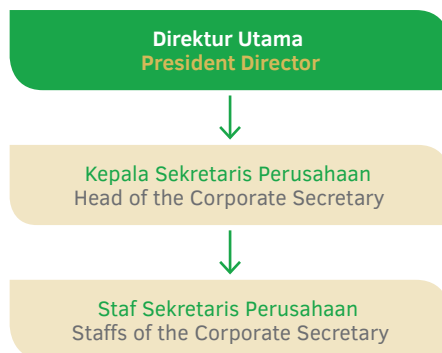 Direktur Utama
President Director
Kepala Sekretaris Perusahaan
Head of the Corporate Secretary
Staf Sekretaris Perusahaan
Staffs of the Corporate Secretary